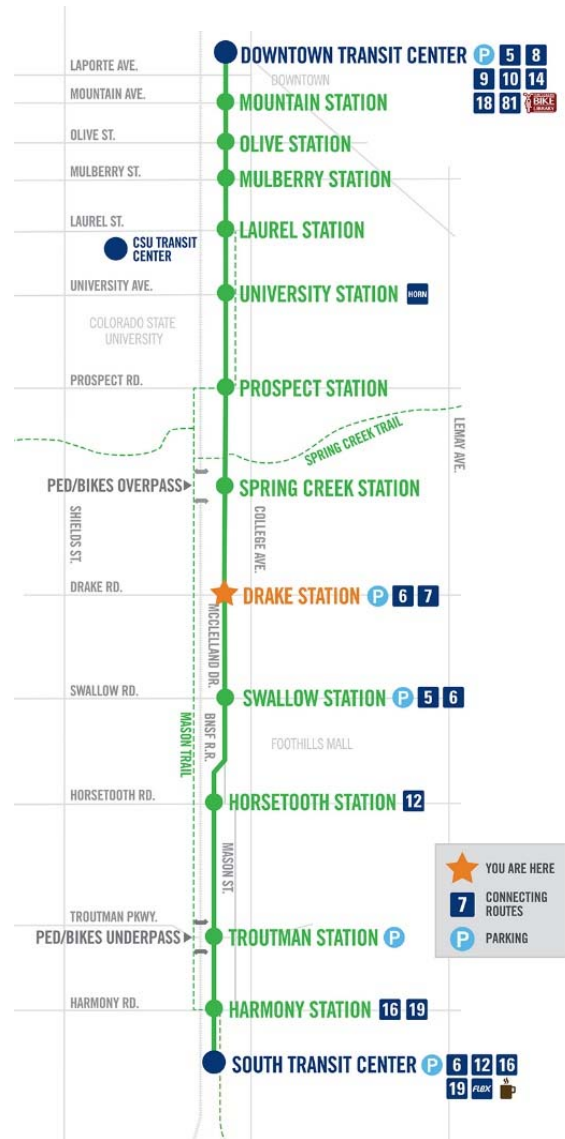 DOWNTOWN TRANSIT CENTER P 5 8
LAPORTE AVE.
DOWNTOWN
9 10 14
MOUNTAIN AVE.
MOUNTAIN STATION
18 81 BIKE LIBRARY
OLIVE ST.
OLIVE STATION
MULBERRY ST.
MULBERRY STATION
LAUREL ST.
LAUREL STATION
CSU TRANSIT
CENTER
UNIVERSITY AVE.
UNIVERSITY STATION HORN
COLORADO STATE
UNIVERSITY
PROSPECT RD.
PROSPECT STATION
SPRING CREEK TRAIL
LEMAY AVE.
PED/BIKES OVERPASS
SPRING CREEK STATION
SHIELDS ST.
COLLEGE AVE.
DRAKE RD.
DRAKE STATION P 6 7
MCCLELLAND DR.
SWALLOW RD.
SWALLOW STATION P 5 6
MASON TRAIL
BNSF R.R.
FOOTHILLS MALL
HORSETOOTH RD.
HORSETOOTH STATION 12
MASON ST.
YOU ARE HERE
7 CONNECTING
ROUTES
P PARKING
TROUTMAN PKWY.
PED/BIKES UNDERPASS
TROUTMAN STATION P
HARMONY RD.
HARMONY STATION 16 19
SOUTH TRANSIT CENTER P 6 12 16
19 FLEX